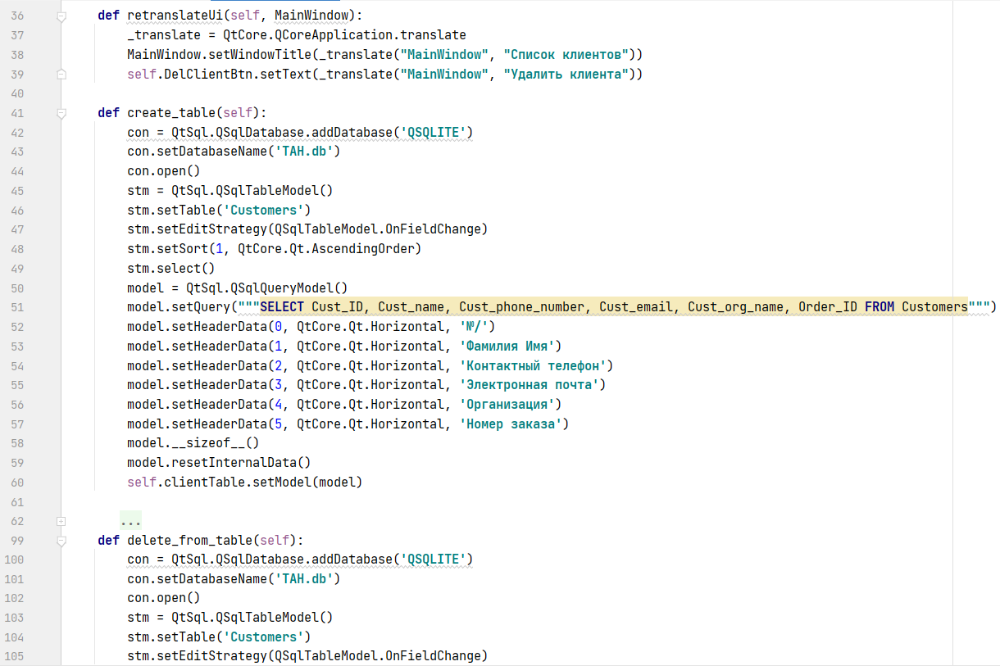 36 def retranslateUi(self, MainWindow):
37 _translate = QtCore.QCoreApplication.translate
38 MainWindow.setWindowTitle(_translate("MainWindow", "Список клиентов"))
39 self.DelClientBtn.setText(_translate("MainWindow", "Удалить клиента"))
40
41 def create_table(self):
42 con = QtSql.QSqlDatabase.addDatabase('QSQLITE')
43 con.setDatabaseName('TAH.db')
44 con.open()
45 stm = QtSql.QSqlTableModel()
46 stm.setTable('Customers')
47 stm.setEditStrategy(QSqlTableModel.OnFieldChange)
48 stm.setSort(1, QtCore.Qt.AscendingOrder)
49 stm.select()
50 model = QtSql.QSqlQueryModel()
51 model.setQuery("""SELECT Cust_ID, Cust_name, Cust_phone_number, Cust_email, Cust_org_name, Order_ID FROM Customers""")
52 model.setHeaderData(0, QtCore.Qt.Horizontal, '№/')
53 model.setHeaderData(1, QtCore.Qt.Horizontal, 'Фамилия Имя')
54 model.setHeaderData(2, QtCore.Qt.Horizontal, 'Контактный телефон')
55 model.setHeaderData(3, QtCore.Qt.Horizontal, 'Электронная почта')
56 model.setHeaderData(4, QtCore.Qt.Horizontal, 'Организация')
57 model.setHeaderData(5, QtCore.Qt.Horizontal, 'Номер заказа')
58 model.__sizeof__()
59 model.resetInternalData()
60 self.clientTable.setModel(model)
61
62 ...
99 def delete_from_table(self):
100 con = QtSql.QSqlDatabase.addDatabase('QSQLITE')
101 con.setDatabaseName('TAH.db')
102 con.open()
103 stm = QtSql.QSqlTableModel()
104 stm.setTable('Customers')
105 stm.setEditStrategy(QSqlTableModel.OnFieldChange)